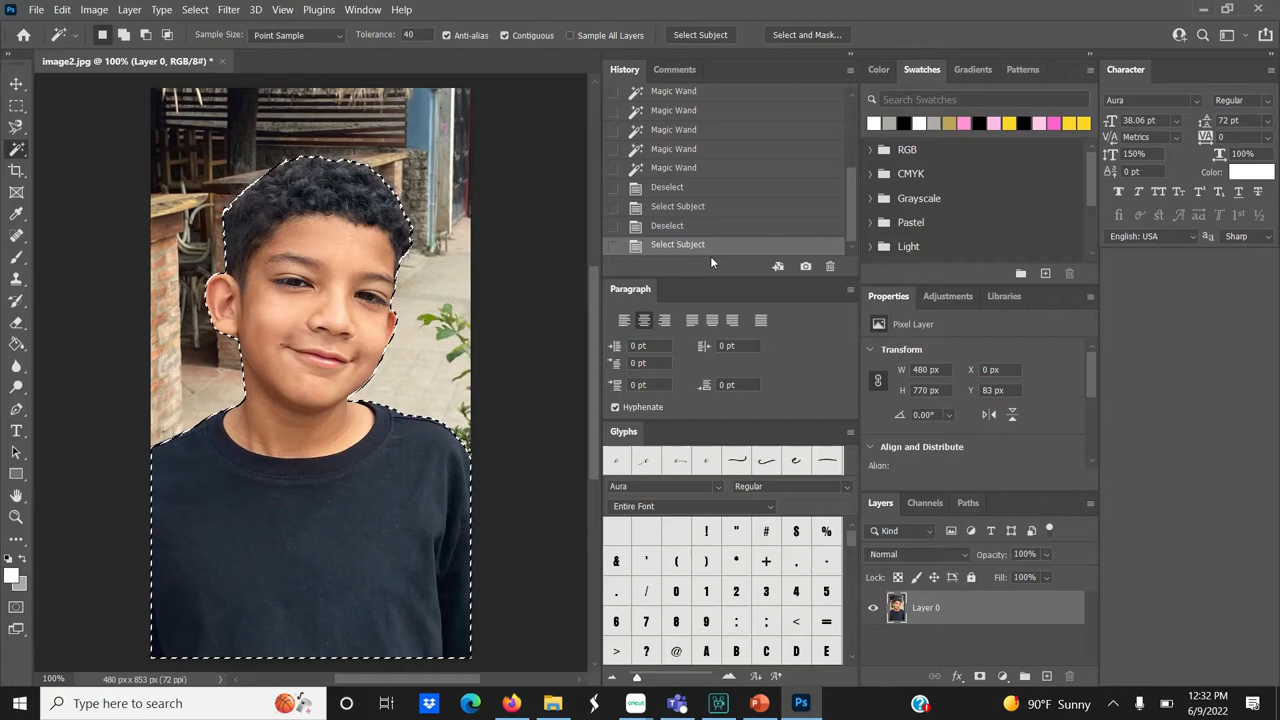 Ps File Edit Image Layer Type Select Filter 3D View Plugins Window Help
Sample Size: Point Sample Tolerance: 40 Anti-alias Contiguous Sample All Layers Select Subject Select and Mask...
image2.jpg @ 100% (Layer 0, RGB/8#) *
History Comments
Magic Wand
Magic Wand
Magic Wand
Magic Wand
Magic Wand
Deselect
Select Subject
Deselect
Select Subject
Paragraph
0 pt 0 pt
0 pt
0 pt 0 pt
Hyphenate
Glyphs
Aura Regular
Entire Font
! " # $ %
& ' ( ) * + , -
. / 0 1 2 3 4 5
6 7 8 9 : ; < =
> ? @ A B C D E
Color Swatches Gradients Patterns
Search Swatches
RGB
CMYK
Grayscale
Pastel
Light
Properties Adjustments Libraries
Pixel Layer
Transform
W 480 px X 0 px
H 770 px Y 83 px
0.00°
Align and Distribute
Align:
Layers Channels Paths
Kind
Normal Opacity: 100%
Lock: Fill: 100%
Layer 0
fx
Character
Aura Regular
38.06 pt 72 pt
Metrics 0
150% 100%
0 pt Color:
T T TT Tt T¹ T₁ T T
English: USA Sharp
100% 480 px x 853 px (72 ppi)
Type here to search
cricut
Ps
90°F Sunny
12:32 PM
6/9/2022